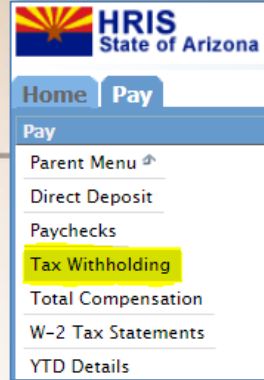 HRIS
State of Arizona
Home Pay
Pay
Parent Menu
Direct Deposit
Paychecks
Tax Withholding
Total Compensation
W-2 Tax Statements
YTD Details